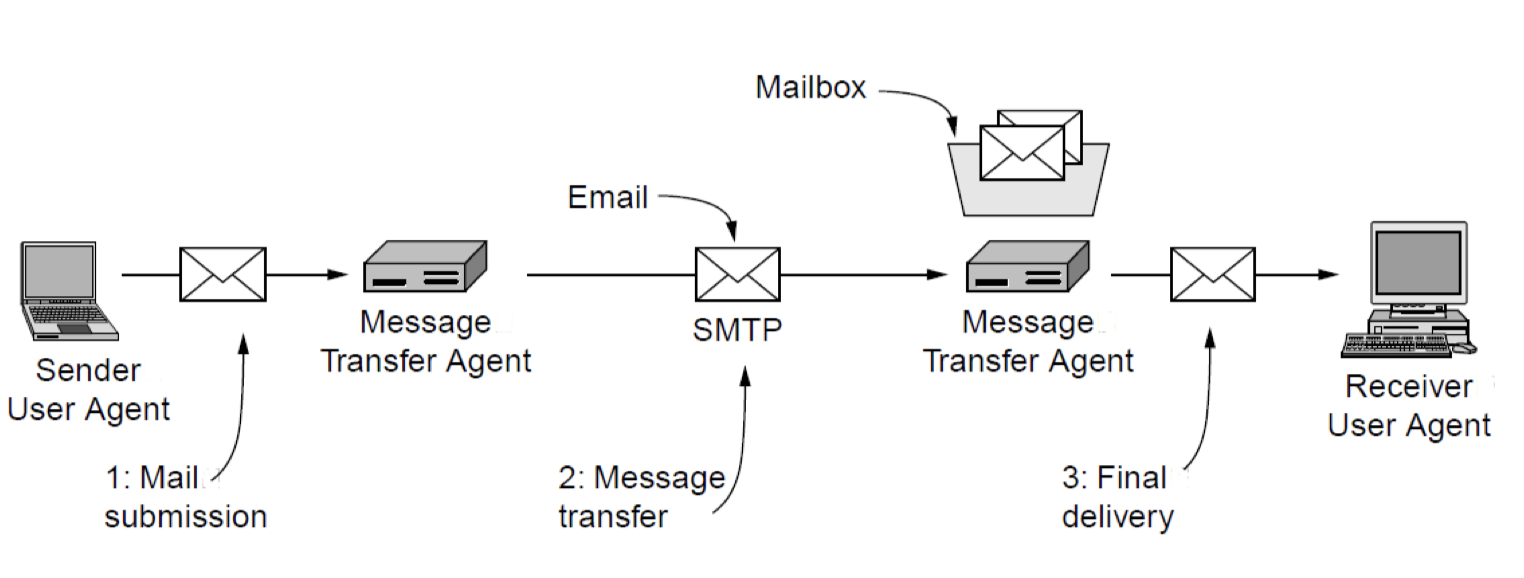 Mailbox
Email
Message
Transfer Agent
SMTP
Message
Transfer Agent
Sender
User Agent
Receiver
User Agent
1: Mail
submission
2: Message
transfer
3: Final
delivery